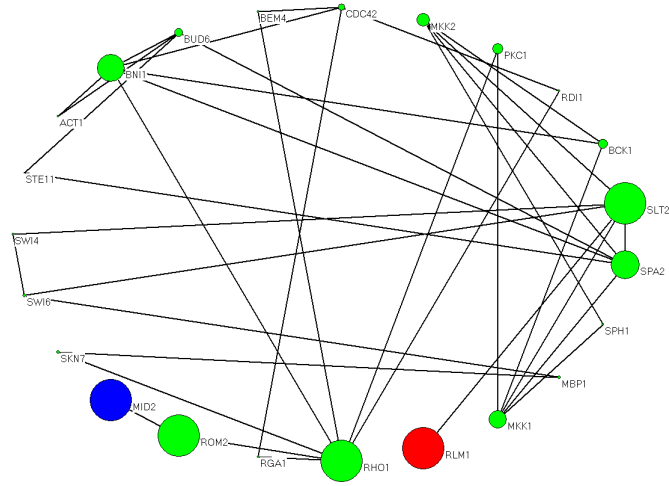 BEM4
CDC42
MKK2
BUD6
PKC1
BNI1
RDI1
ACT1
BCK1
STE11
SLT2
SWI4
SPA2
SWI6
SPH1
SKN7
MBP1
MID2
MKK1
ROM2
RGA1
RHO1
RLM1